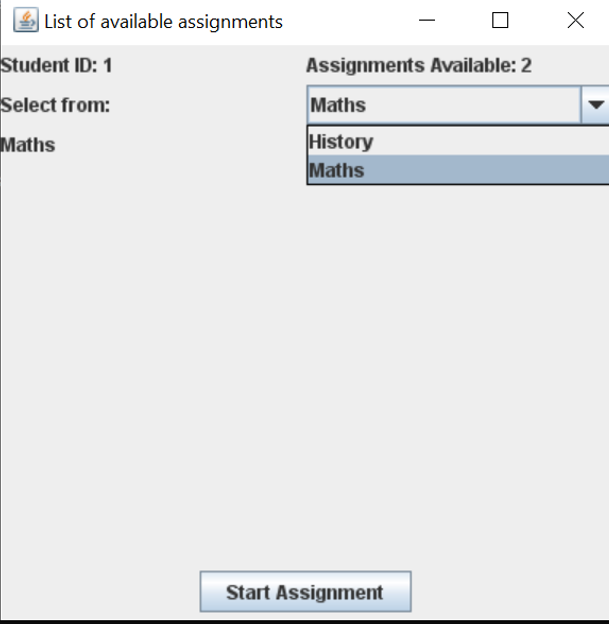 List of available assignments
Student ID: 1 Assignments Available: 2
Select from: Maths
Maths
History
Maths
Start Assignment